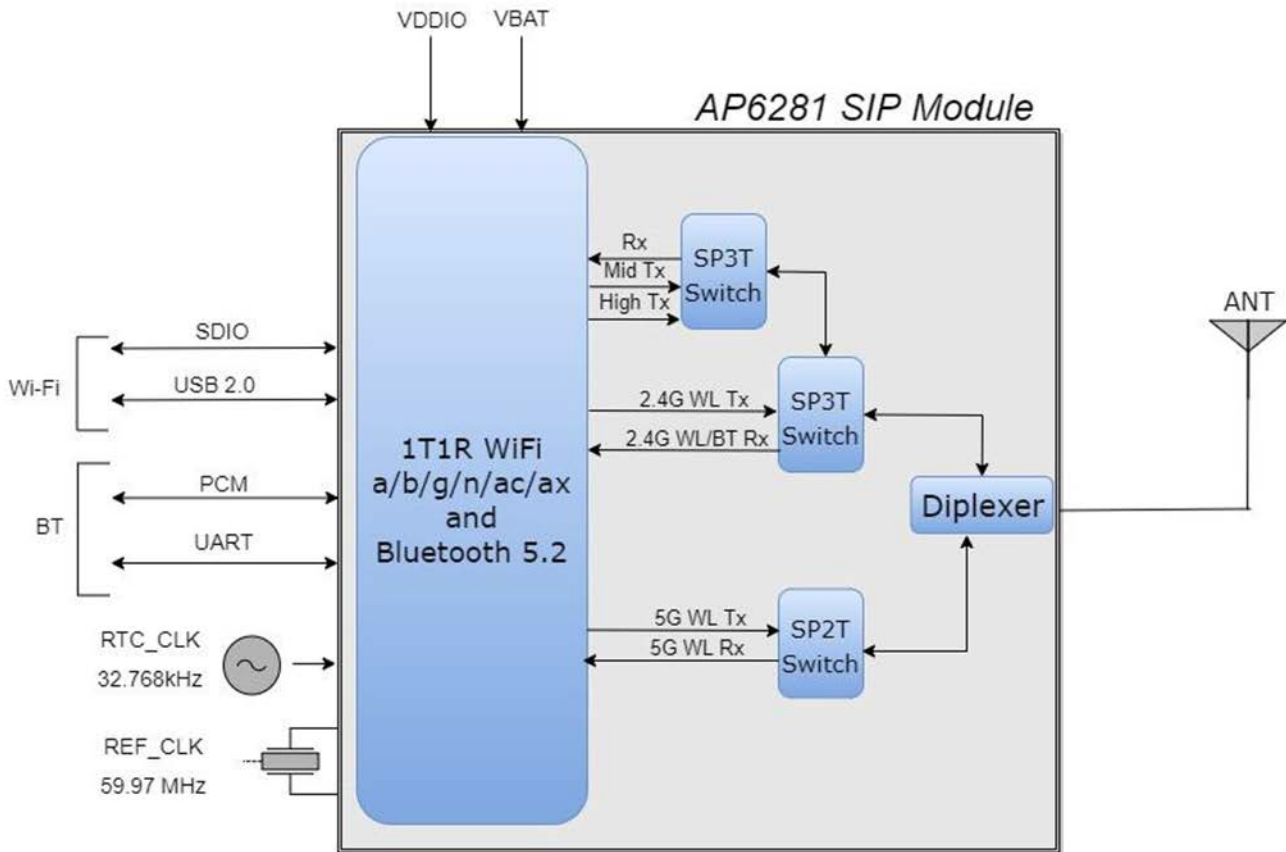 VDDIO
VBAT
AP6281 SIP Module
Rx
Mid Tx
High Tx
SP3T
Switch
ANT
SDIO
Wi-Fi
USB 2.0
2.4G WL Tx
2.4G WL/BT Rx
SP3T
Switch
1T1R WiFi
a/b/g/n/ac/ax
and
Bluetooth 5.2
PCM
BT
UART
Diplexer
5G WL Tx
5G WL Rx
SP2T
Switch
RTC_CLK
32.768kHz
REF_CLK
59.97 MHz